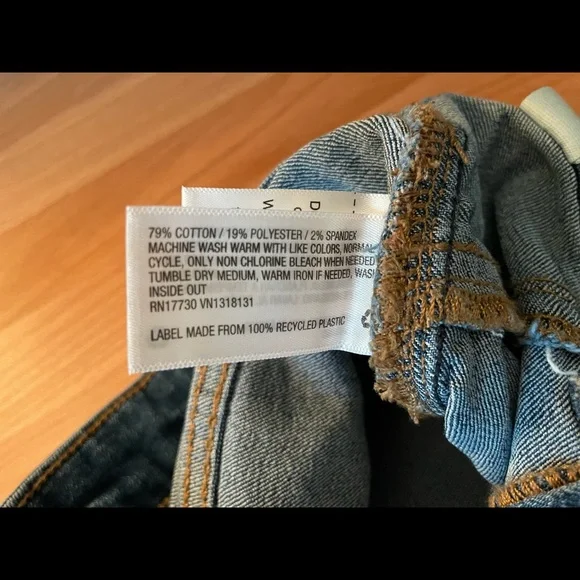 79% COTTON / 19% POLYESTER / 2% SPANDEX
MACHINE WASH WARM WITH LIKE COLORS, NORMAL
CYCLE, ONLY NON CHLORINE BLEACH WHEN NEEDED
TUMBLE DRY MEDIUM, WARM IRON IF NEEDED, WASH
INSIDE OUT
RN17730 VN1318131
LABEL MADE FROM 100% RECYCLED PLASTIC